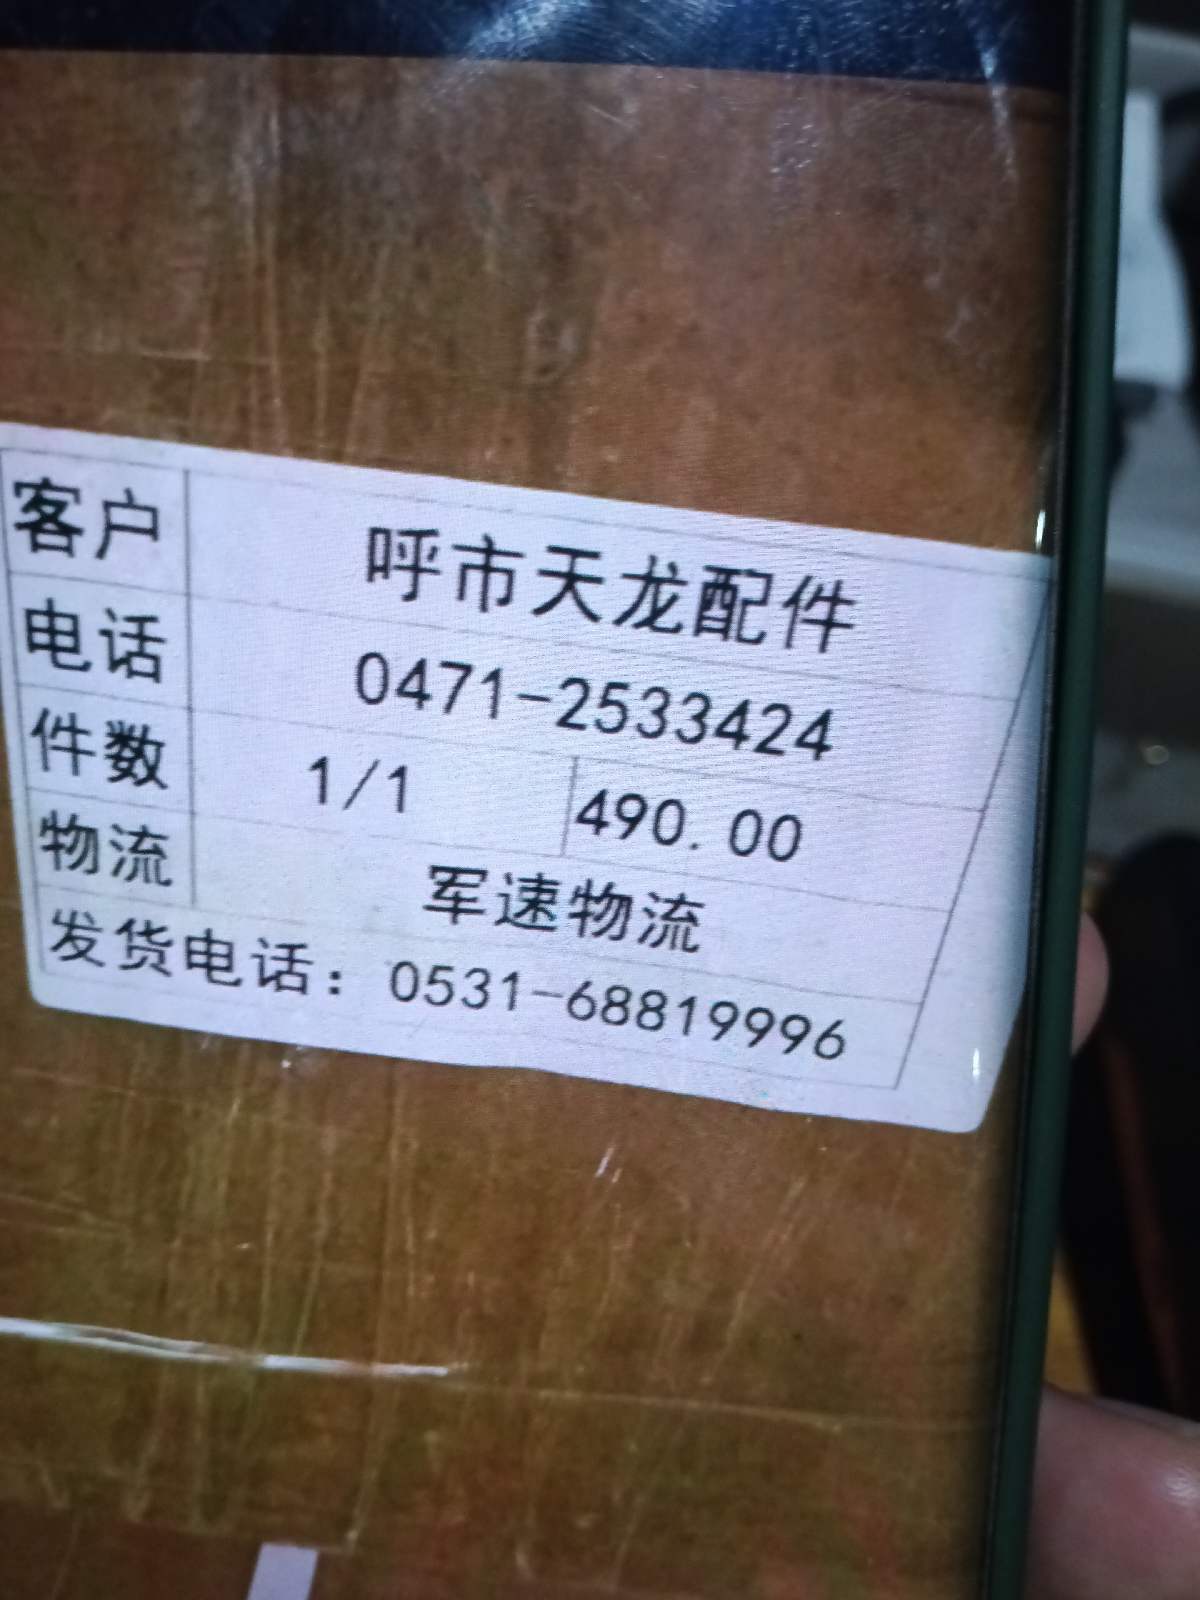 客户 呼市天龙配件
电话 0471-2533424
件数 1/1 490.00
物流 军速物流
发货电话：0531-68819996